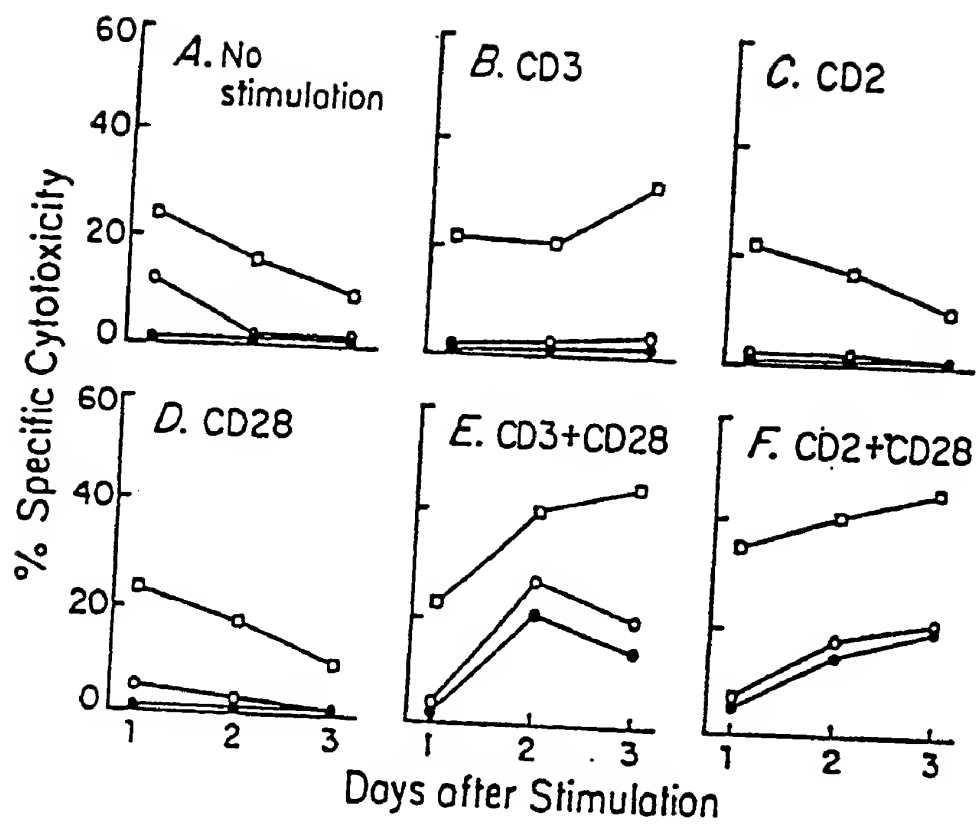 60
40
20
0
A. No
stimulation
B. CD3
C. CD2
% Specific Cytotoxicity
60
40
20
0
D. CD28
E. CD3+CD28
F. CD2+CD28
1 2 3
1 2 3
1 2 3
Days after Stimulation